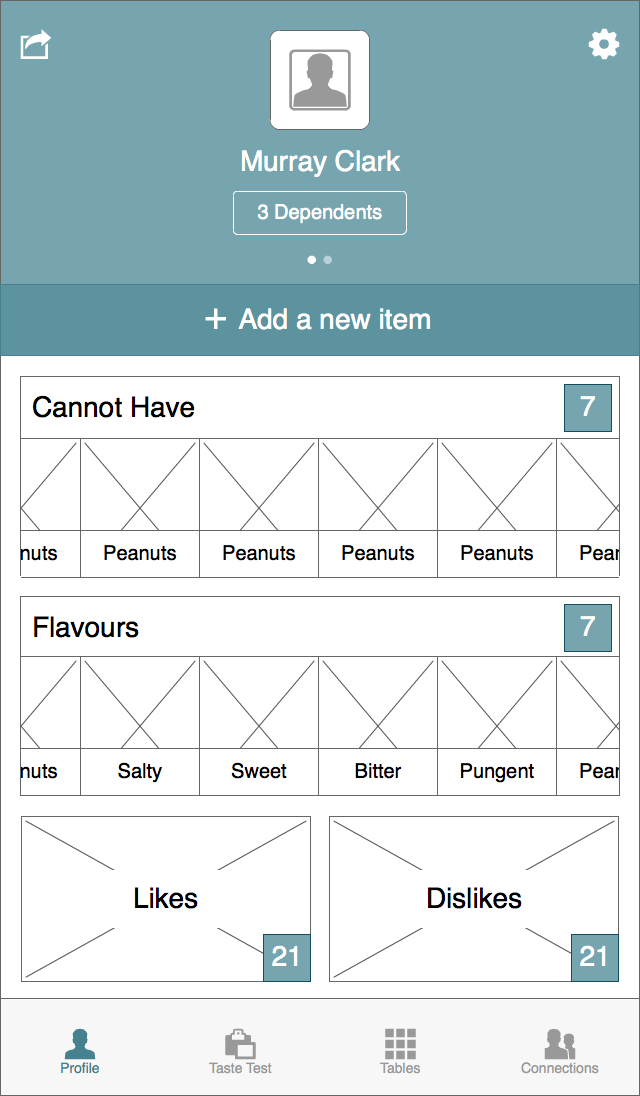 Murray Clark
3 Dependents
+ Add a new item
Cannot Have 7
nuts Peanuts Peanuts Peanuts Peanuts Pear
Flavours 7
nuts Salty Sweet Bitter Pungent Pear
Likes Dislikes
21 21
Profile Taste Test Tables Connections